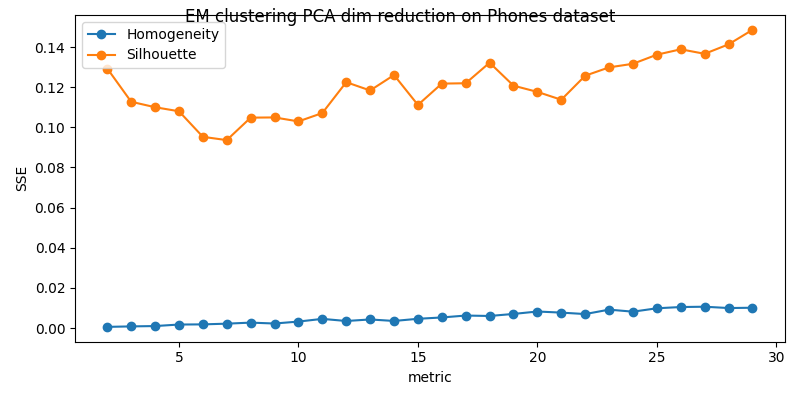 EM clustering PCA dim reduction on Phones dataset
Homogeneity
Silhouette
0.14
0.12
0.10
0.08
0.06
0.04
0.02
0.00
SSE
5 10 15 20 25 30
metric